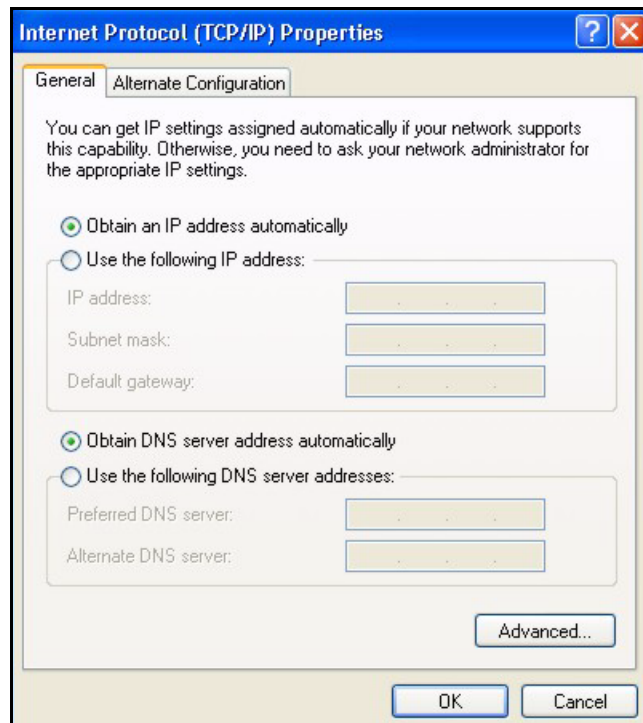 Internet Protocol (TCP/IP) Properties
General
Alternate Configuration
You can get IP settings assigned automatically if your network supports
this capability. Otherwise, you need to ask your network administrator for
the appropriate IP settings.
Obtain an IP address automatically
Use the following IP address:
IP address:
Subnet mask:
Default gateway:
Obtain DNS server address automatically
Use the following DNS server addresses:
Preferred DNS server:
Alternate DNS server:
Advanced...
OK
Cancel